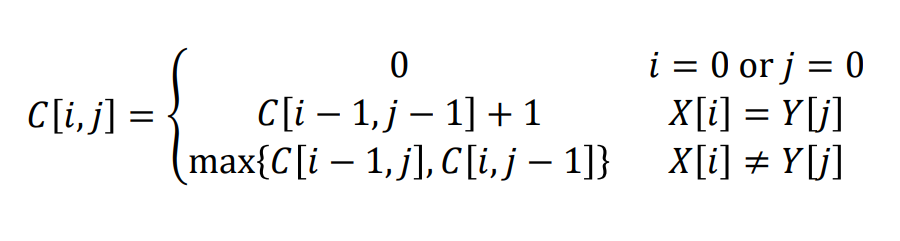 0 i = 0 or j = 0
C[i, j] = { C[i − 1, j − 1] + 1 X[i] = Y[j]
max{C[i − 1, j], C[i, j − 1]} X[i] ≠ Y[j]